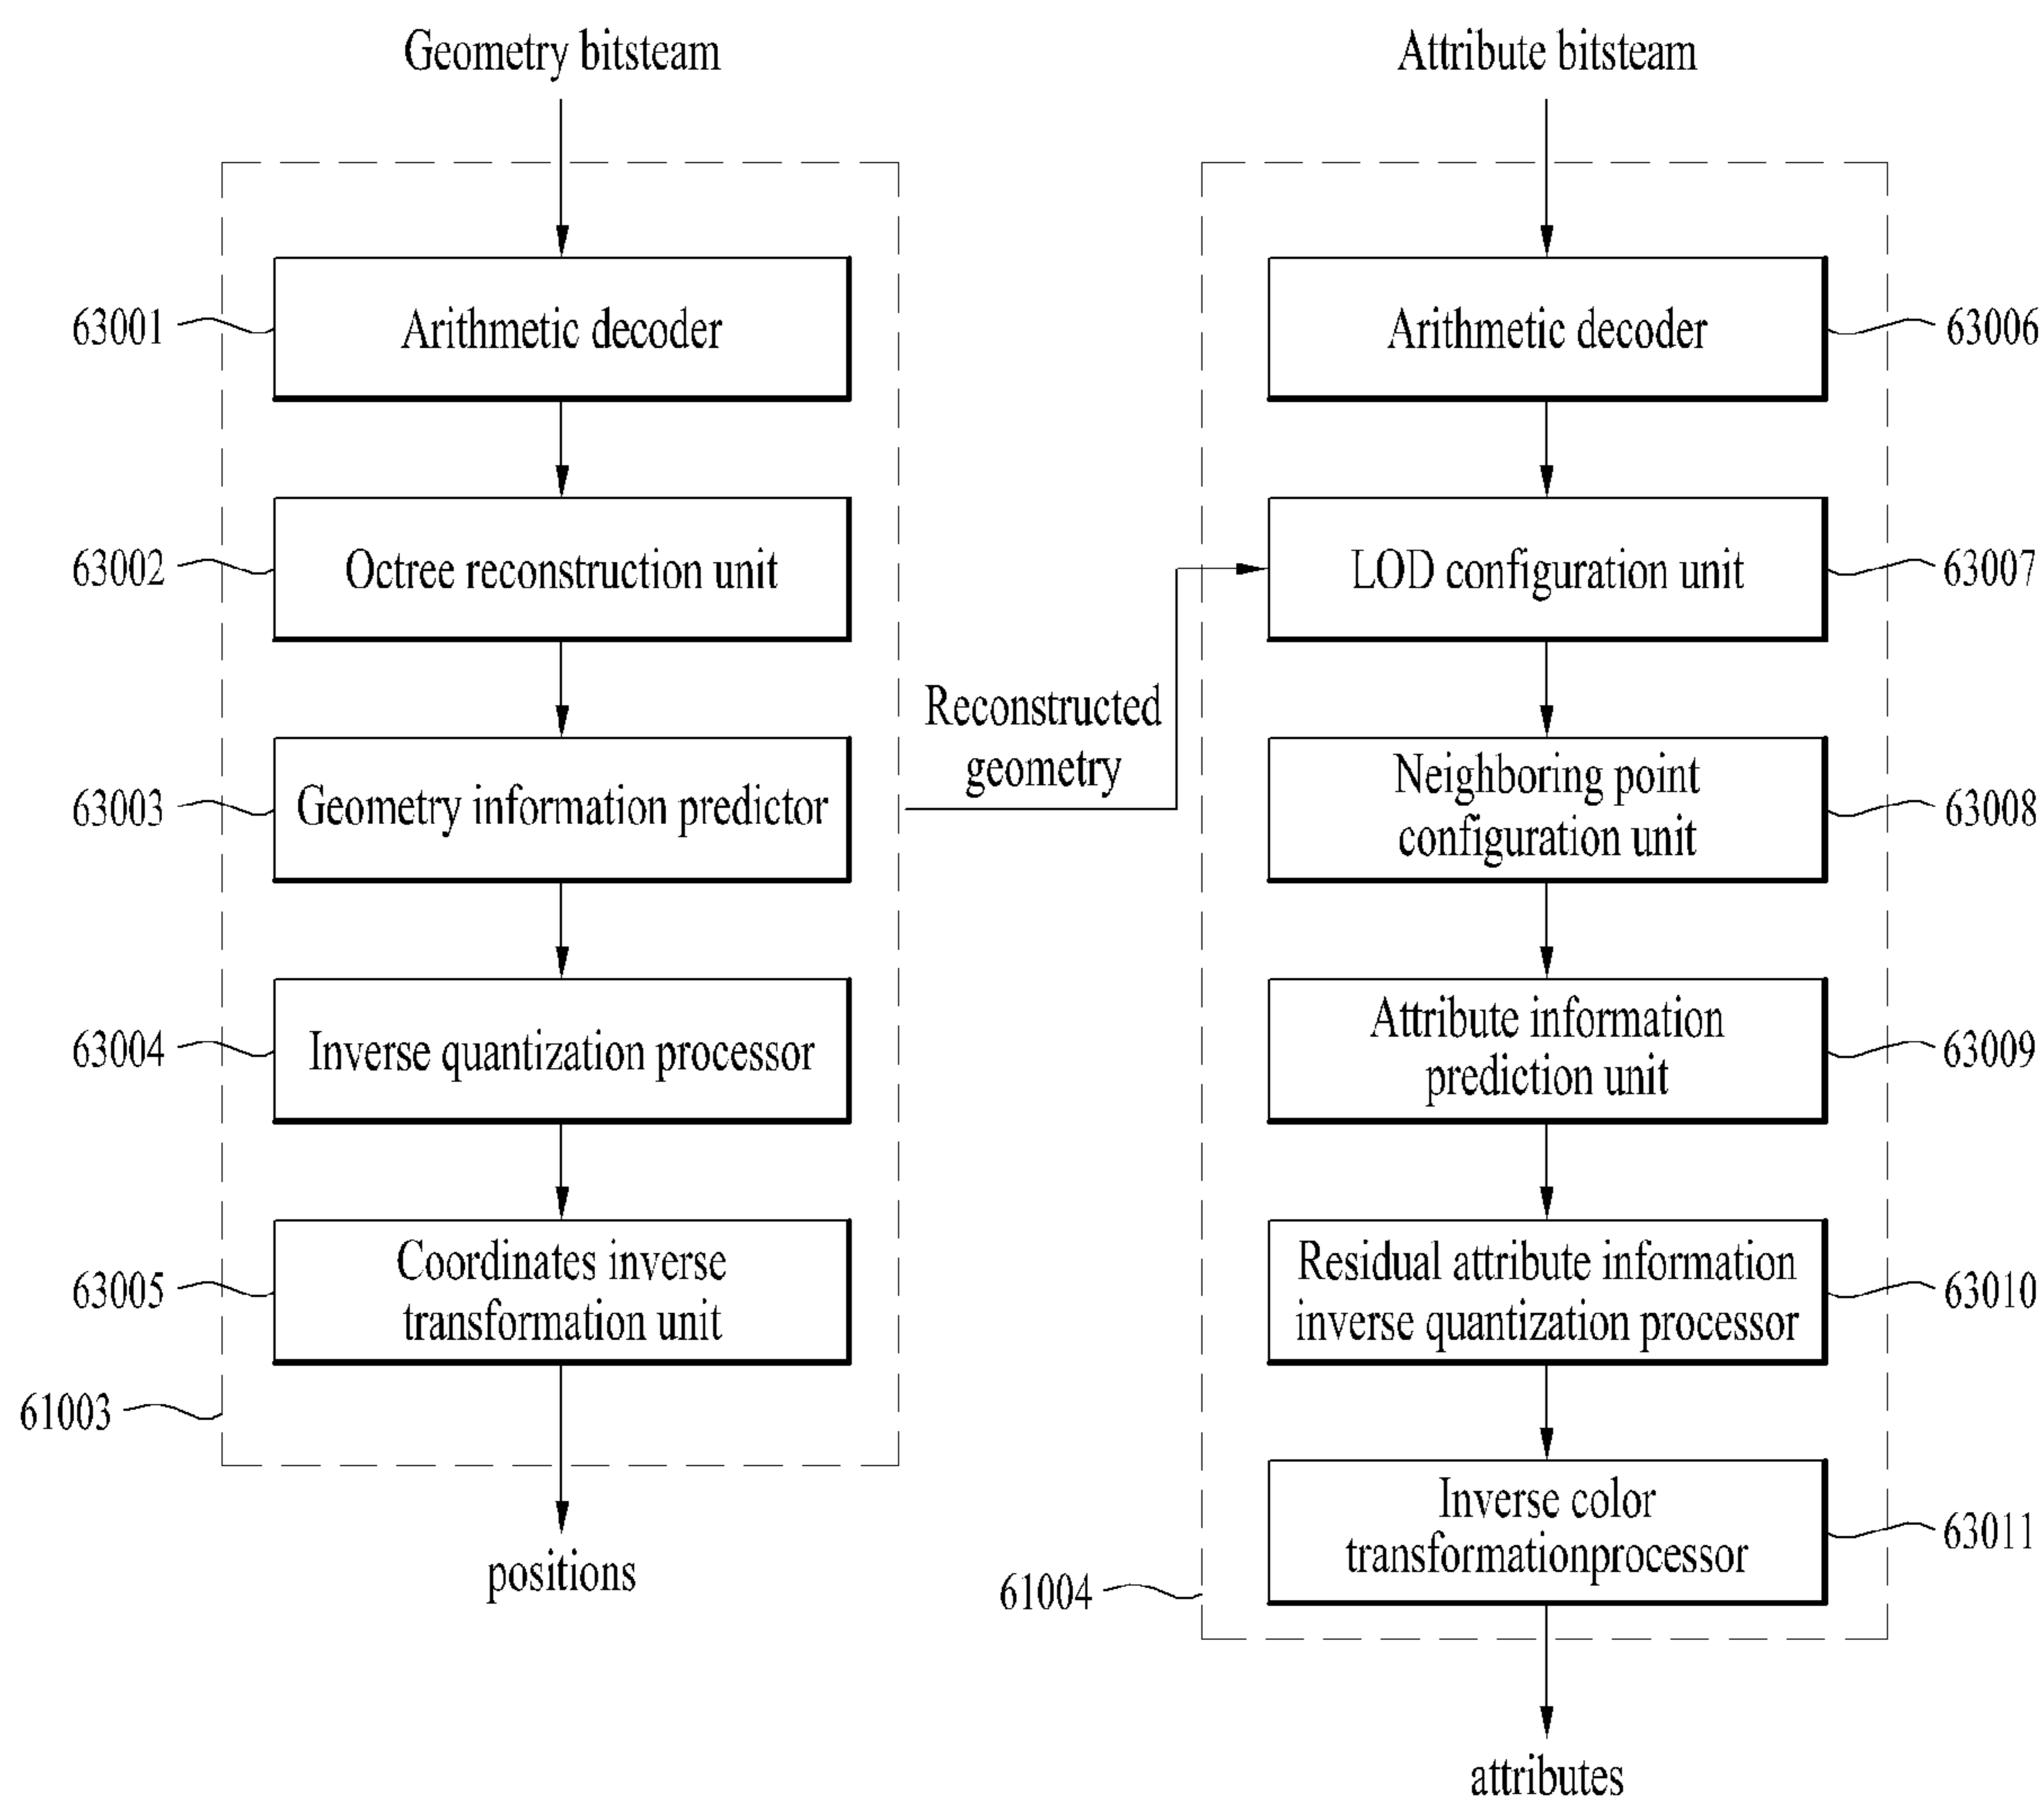 Geometry bitsteam
63001
Arithmetic decoder
63002
Octree reconstruction unit
63003
Geometry information predictor
63004
Inverse quantization processor
63005
Coordinates inverse
transformation unit
61003
positions
Reconstructed
geometry
Attribute bitsteam
Arithmetic decoder
63006
LOD configuration unit
63007
Neighboring point
configuration unit
63008
Attribute information
prediction unit
63009
Residual attribute information
inverse quantization processor
63010
Inverse color
transformationprocessor
63011
61004
attributes